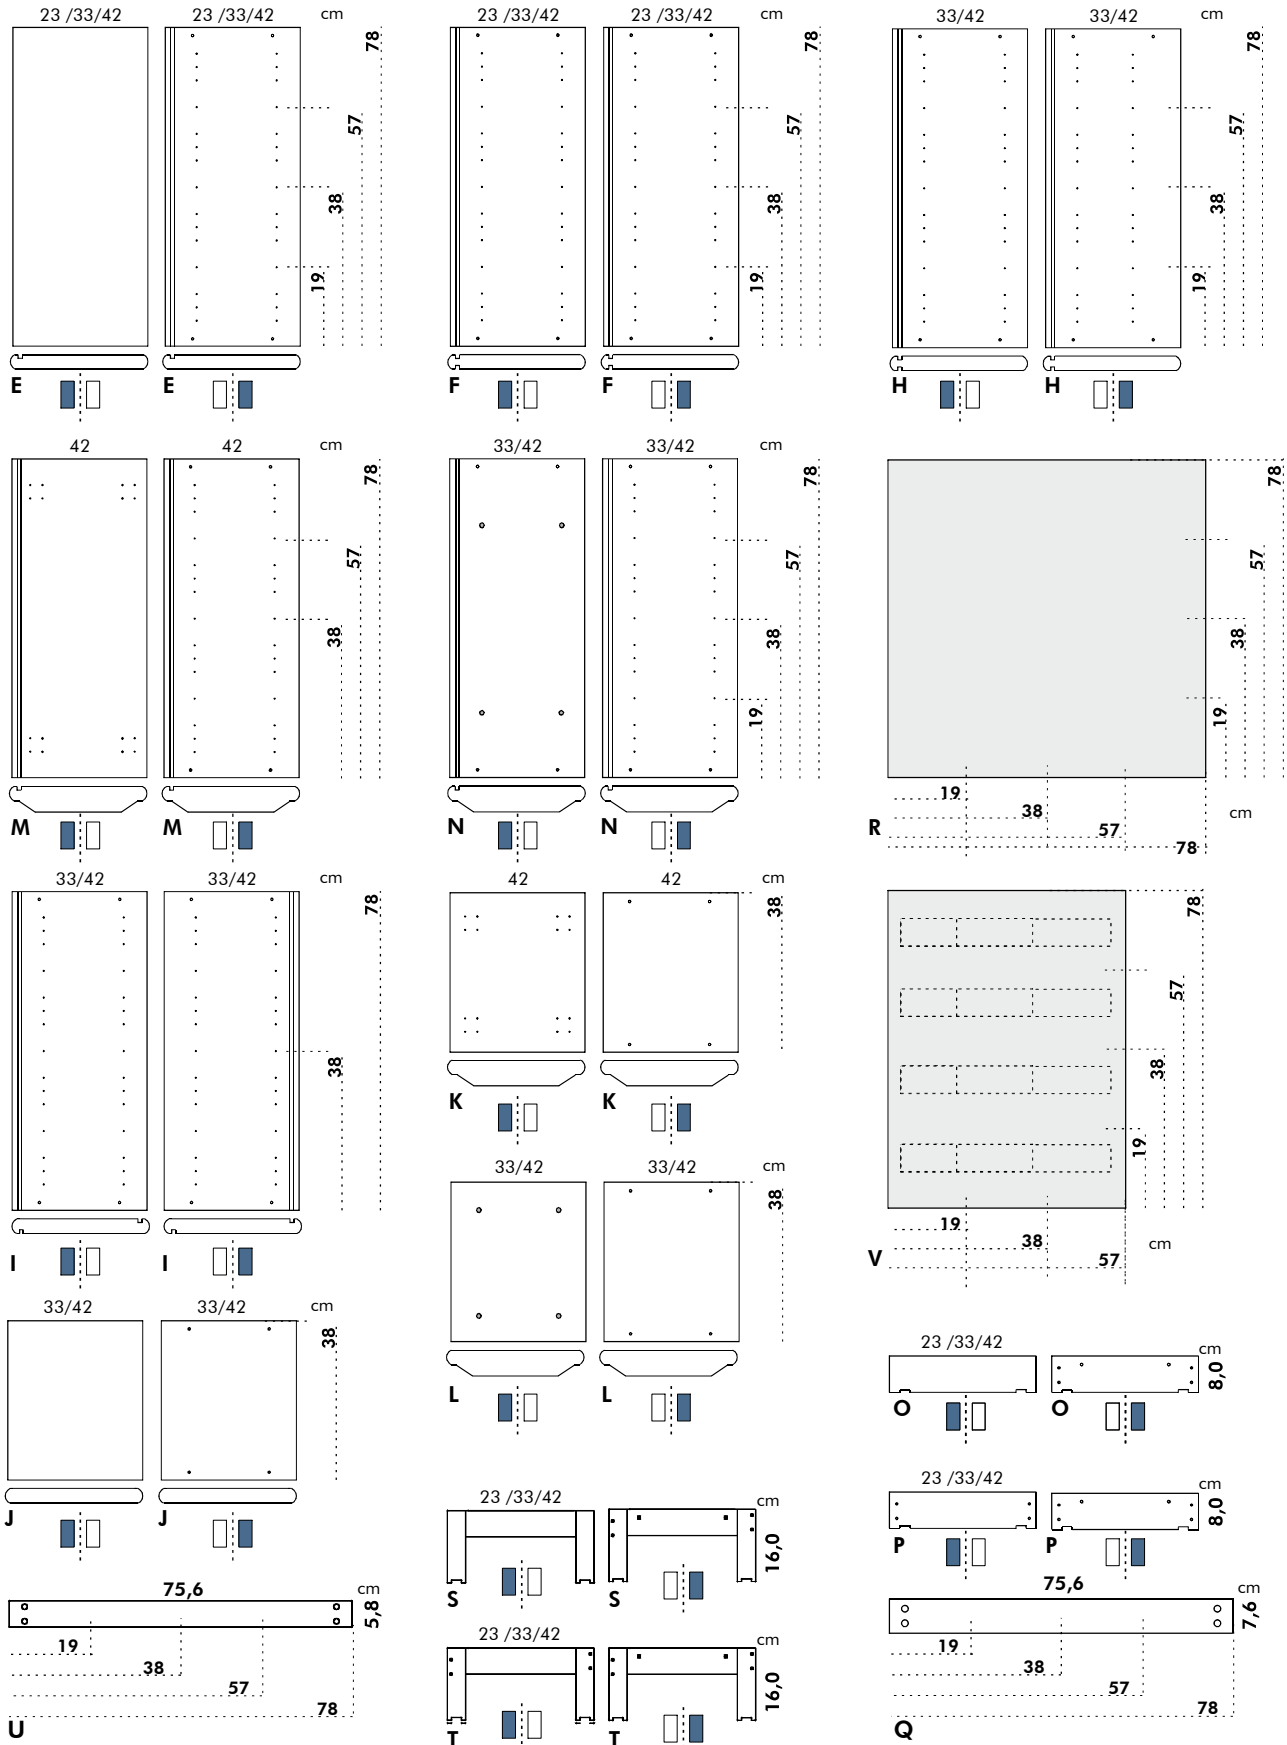 23 /33/42 23 /33/42 cm
78
57
38
19
E E
23 /33/42 23 /33/42 cm
78
57
38
19
F F
33/42 33/42 cm
78
57
38
19
H H
42 42 cm
78
57
38
M M
33/42 33/42 cm
78
57
38
19
N N
78
57
38
19
19
38
57
78
cm
R
33/42 33/42 cm
78
38
I I
42 42 cm
38
K K
33/42 33/42 cm
38
L L
78
57
38
19
19
38
57
cm
V
33/42 33/42 cm
38
J J
23 /33/42 cm
8,0
O O
23 /33/42 cm
8,0
P P
23 /33/42 cm
16,0
S S
23 /33/42 cm
16,0
T T
75,6 cm
5,8
19
38
57
78
U
75,6 cm
7,6
19
38
57
78
Q